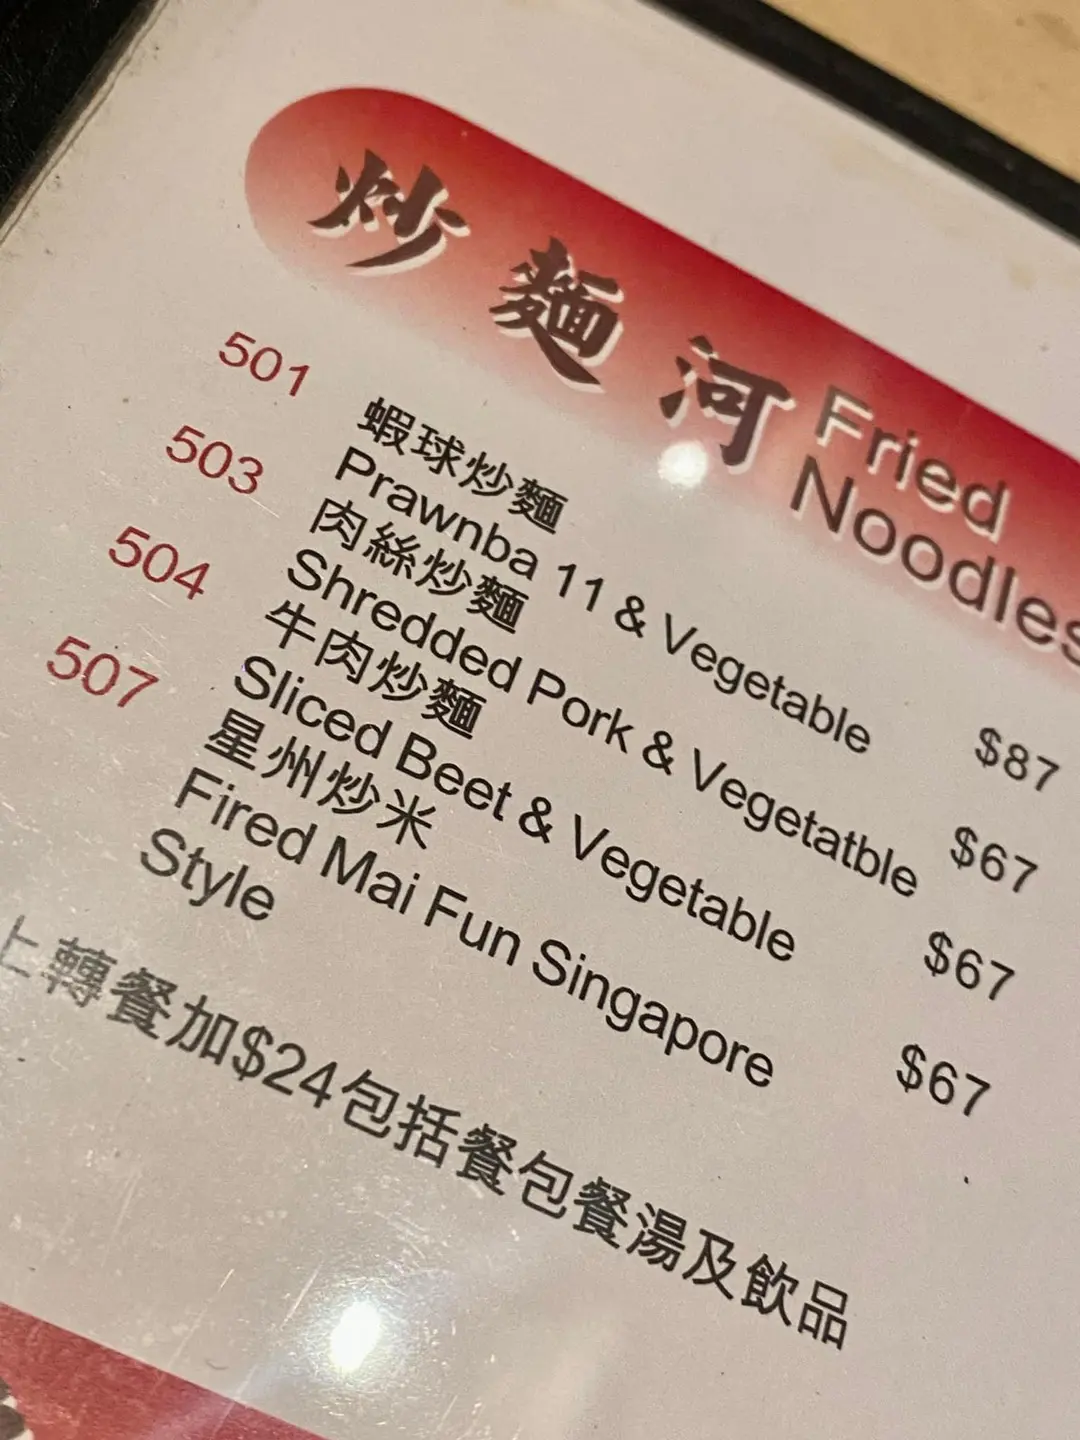 炒麵河 Fried
Noodles
501 蝦球炒麵
Prawnba 11 & Vegetable $87
503 肉絲炒麵
Shredded Pork & Vegetatble $67
504 牛肉炒麵
Sliced Beet & Vegetable $67
507 星州炒米
Fired Mai Fun Singapore $67
Style
上轉餐加$24包括餐包餐湯及飲品